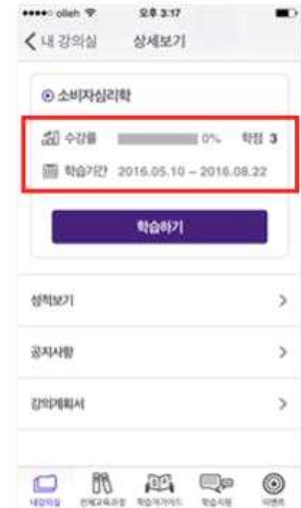 olleh 오후 3:17
내 강의실 상세보기
소비자심리학
수강률 0% 학점 3
학습기간 2016.05.10 ~ 2016.08.22
학습하기
성적보기
공지사항
강의계획서
내강의실 전체교육과정 학습자가이드 학습지원 이벤트